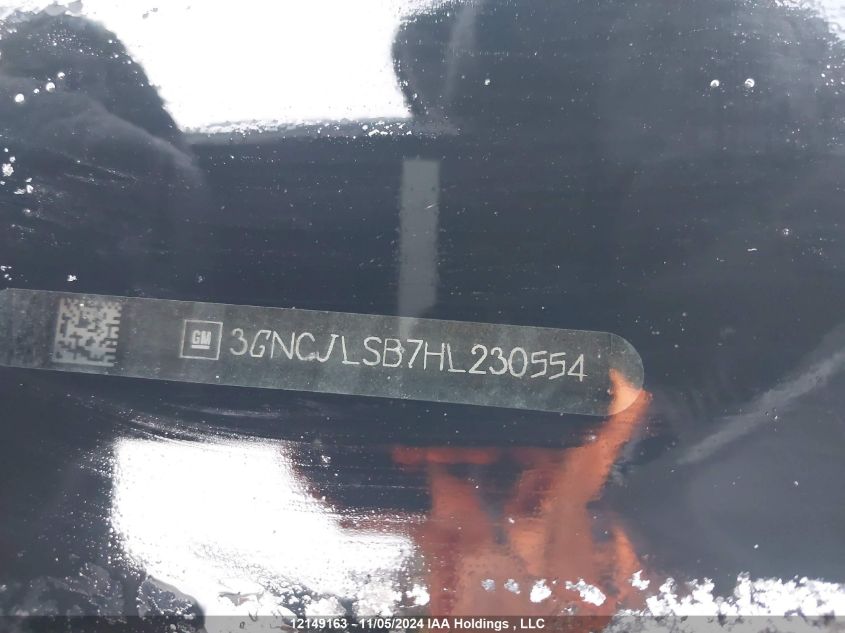 GM 3GNCJLSB7HL230554
12149163 - 11/05/2024 IAA Holdings , LLC